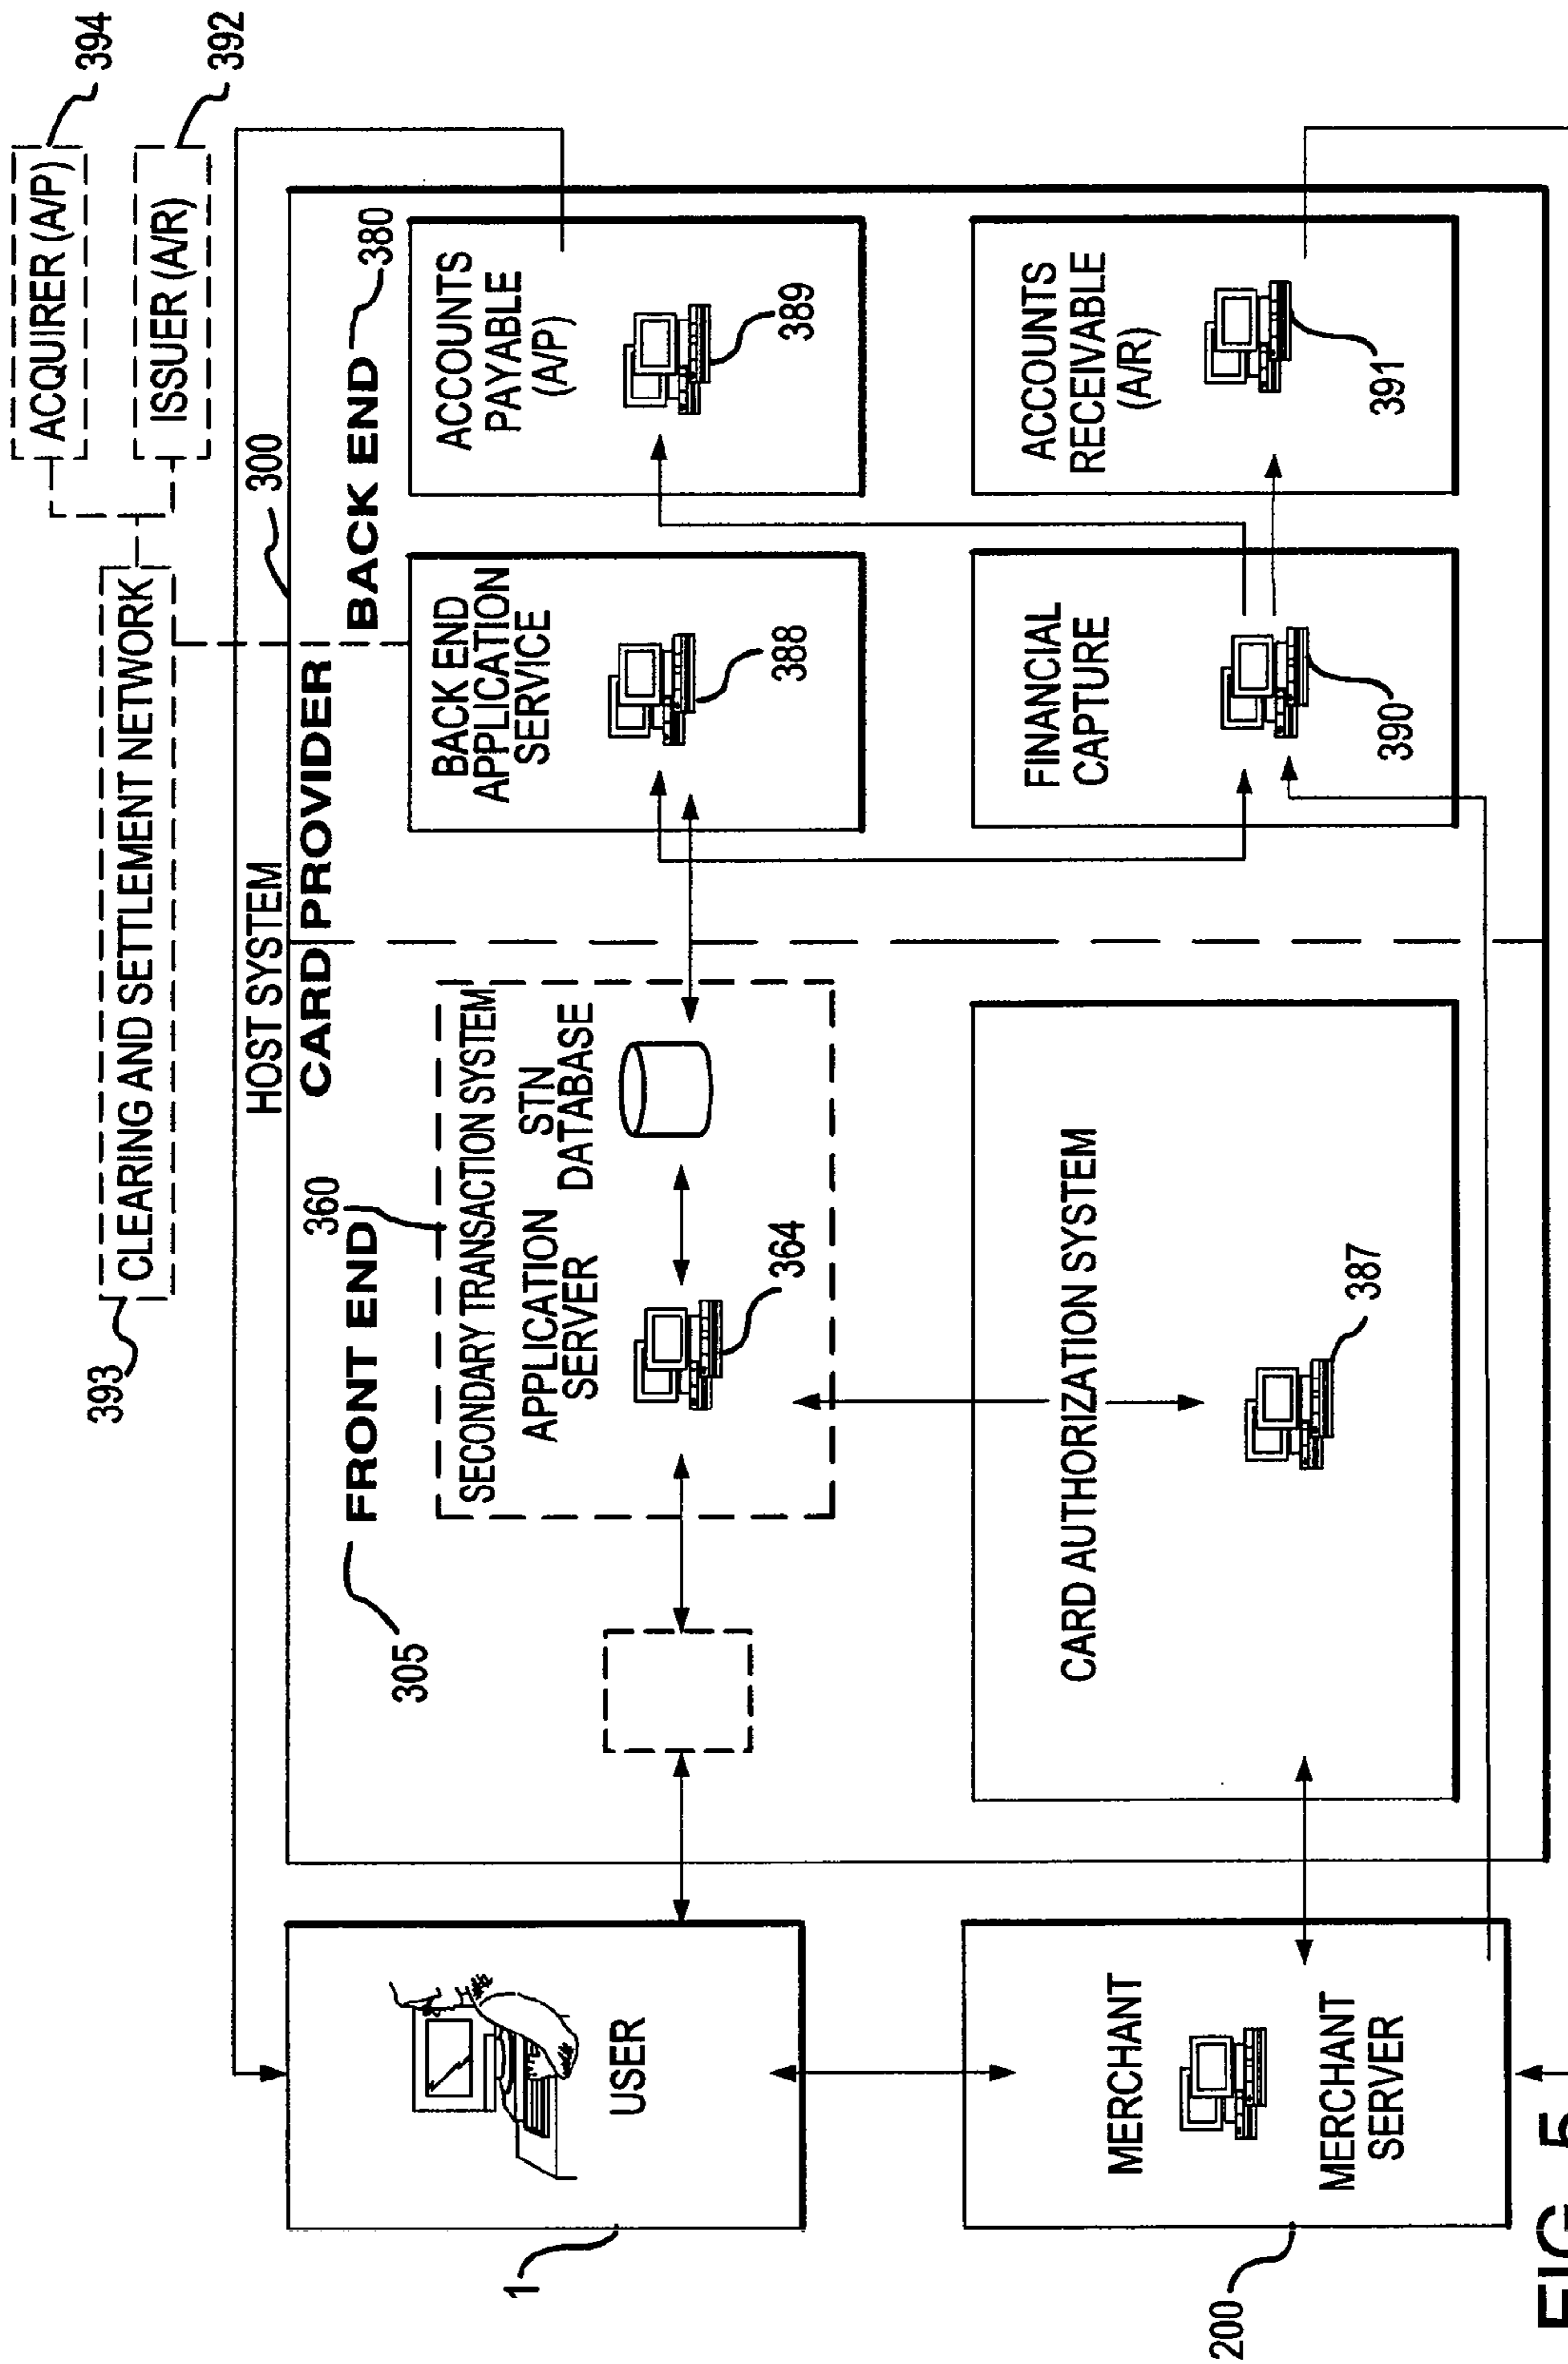 394
ACQUIRER (A/P)
392
ISSUER (A/R)
393
CLEARING AND SETTLEMENT NETWORK
300
HOST SYSTEM
CARD PROVIDER
305
FRONT END
BACK END
380
360
SECONDARY TRANSACTION SYSTEM
APPLICATION
SERVER
STN
DATABASE
364
BACK END
APPLICATION
SERVICE
388
ACCOUNTS
PAYABLE
(A/P)
389
USER
1
CARD AUTHORIZATION SYSTEM
387
FINANCIAL
CAPTURE
390
ACCOUNTS
RECEIVABLE
(A/R)
391
MERCHANT
MERCHANT
SERVER
200
FIG. 5